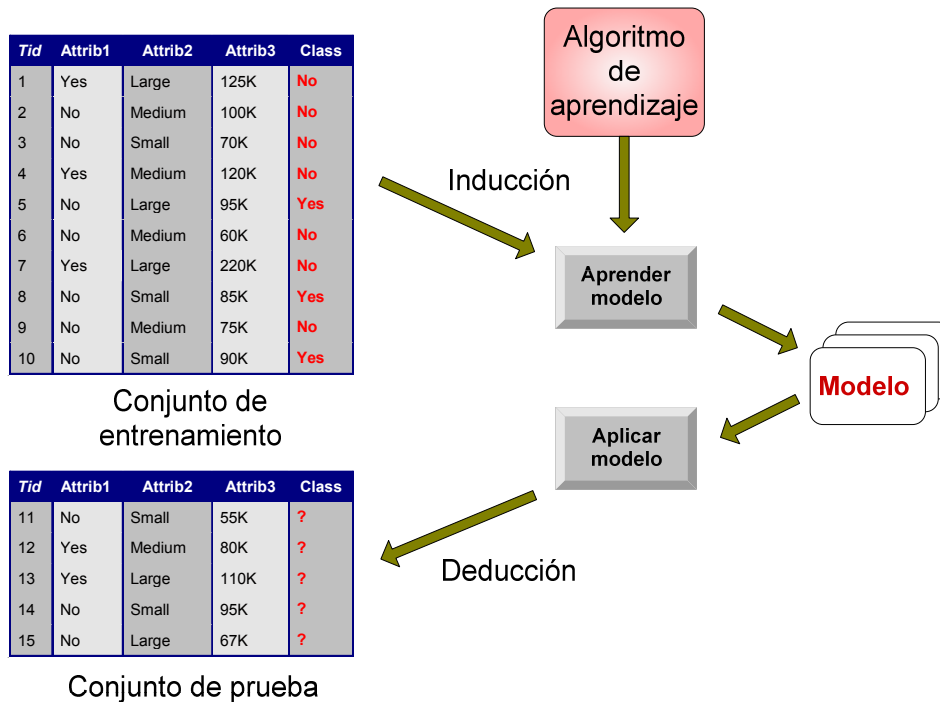 Tid Attrib1 Attrib2 Attrib3 Class
1 Yes Large 125K No
2 No Medium 100K No
3 No Small 70K No
4 Yes Medium 120K No
5 No Large 95K Yes
6 No Medium 60K No
7 Yes Large 220K No
8 No Small 85K Yes
9 No Medium 75K No
10 No Small 90K Yes
Conjunto de
entrenamiento
Algoritmo
de
aprendizaje
Inducción
Aprender
modelo
Modelo
Aplicar
modelo
Deducción
Tid Attrib1 Attrib2 Attrib3 Class
11 No Small 55K ?
12 Yes Medium 80K ?
13 Yes Large 110K ?
14 No Small 95K ?
15 No Large 67K ?
Conjunto de prueba